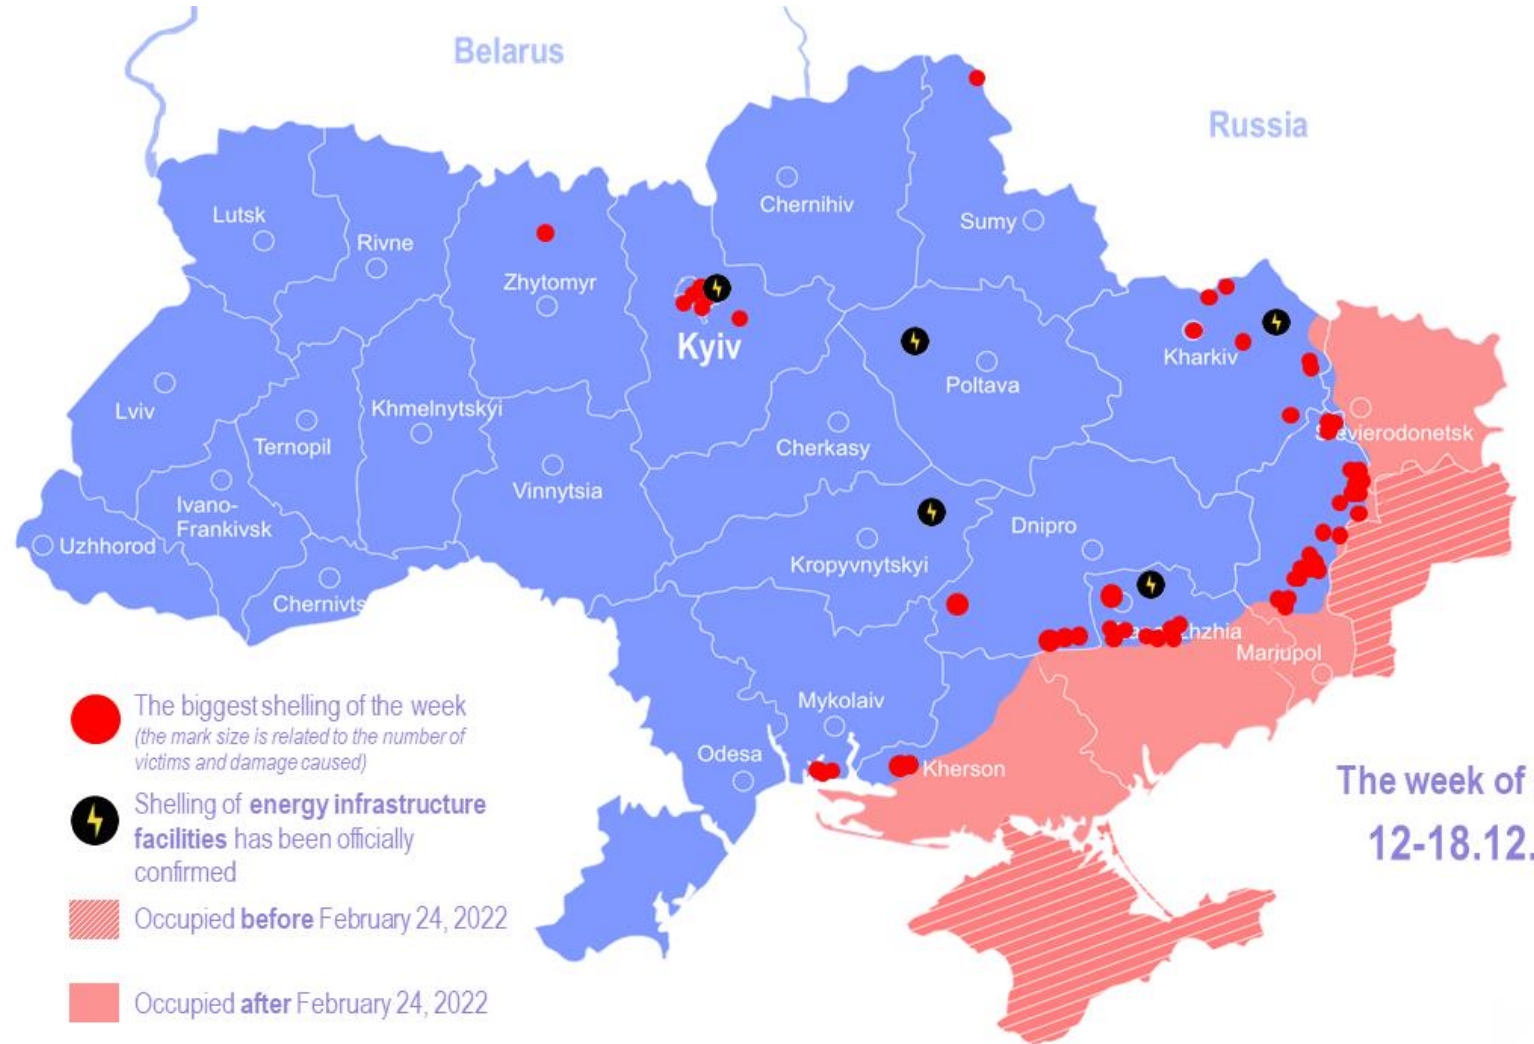 Belarus
Russia
Chernihiv
Sumy
Lutsk
Rivne
Zhytomyr
Kyiv
Kharkiv
Poltava
Lviv
Khmelnytskyi
Ternopil
Cherkasy
Vinnytsia
Ivano-
Frankivsk
Dnipro
Uzhhorod
Kropyvnytskyi
Chernivts
Mariupol
Mykolaiv
Odesa
Kherson
The biggest shelling of the week
(the mark size is related to the number of
victims and damage caused)
Shelling of energy infrastructure
facilities has been officially
confirmed
Occupied before February 24, 2022
Occupied after February 24, 2022
The week of
12-18.12.